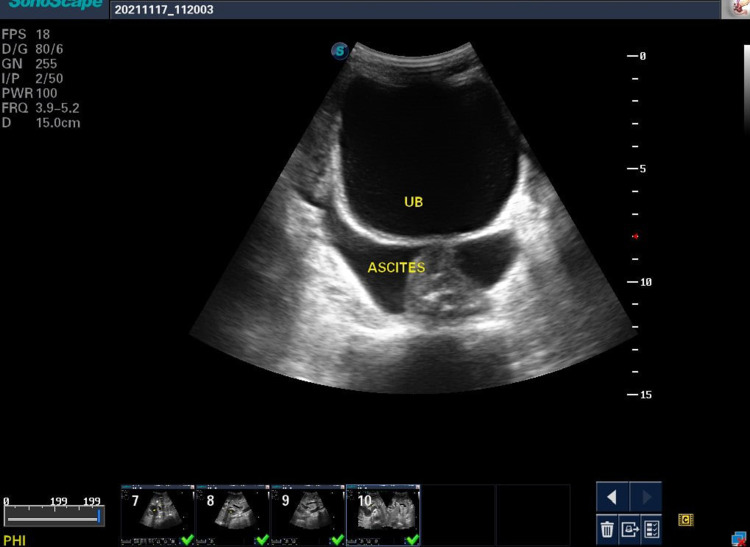 SonoScape
20211117_112003
FPS 18
D/G 80/6
GN 255
I/P 2/50
PWR 100
FRQ 3.9-5.2
D 15.0cm
S
0
5
10
15
UB
ASCITES
0 199 199
PHI
7
8
9
10
C